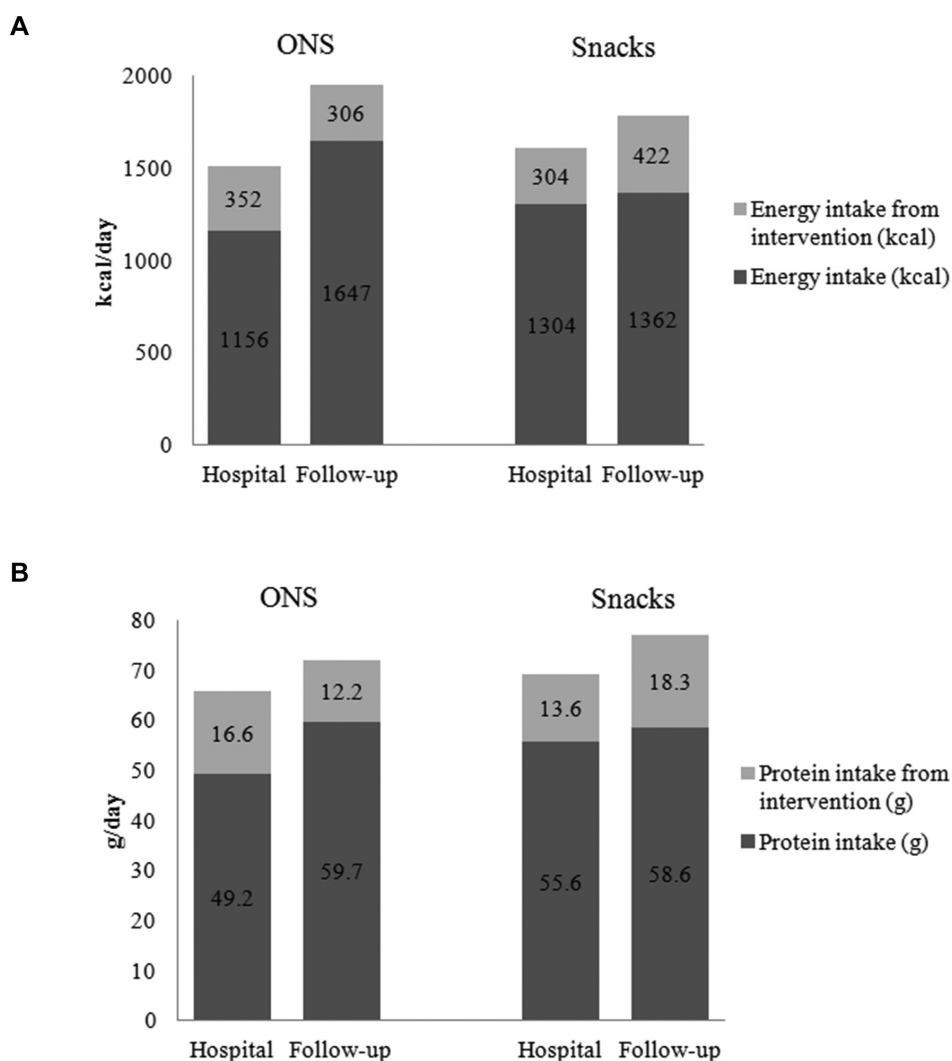 A
ONS
Snacks
2000
1500
1000
500
0
kcal/day
352
1156
306
1647
304
1304
422
1362
Hospital
Follow-up
Hospital
Follow-up
Energy intake from
intervention (kcal)
Energy intake (kcal)
B
ONS
Snacks
80
70
60
50
40
30
20
10
0
g/day
16.6
49.2
12.2
59.7
13.6
55.6
18.3
58.6
Hospital
Follow-up
Hospital
Follow-up
Protein intake from
intervention (g)
Protein intake (g)